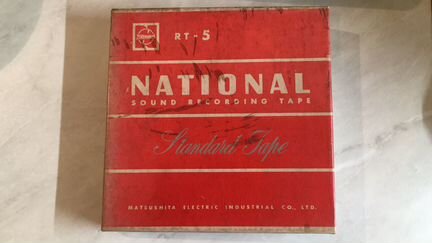 RT-5
NATIONAL
SOUND RECORDING TAPE
Standard Tape
MATSUSHITA ELECTRIC INDUSTRIAL CO., LTD.